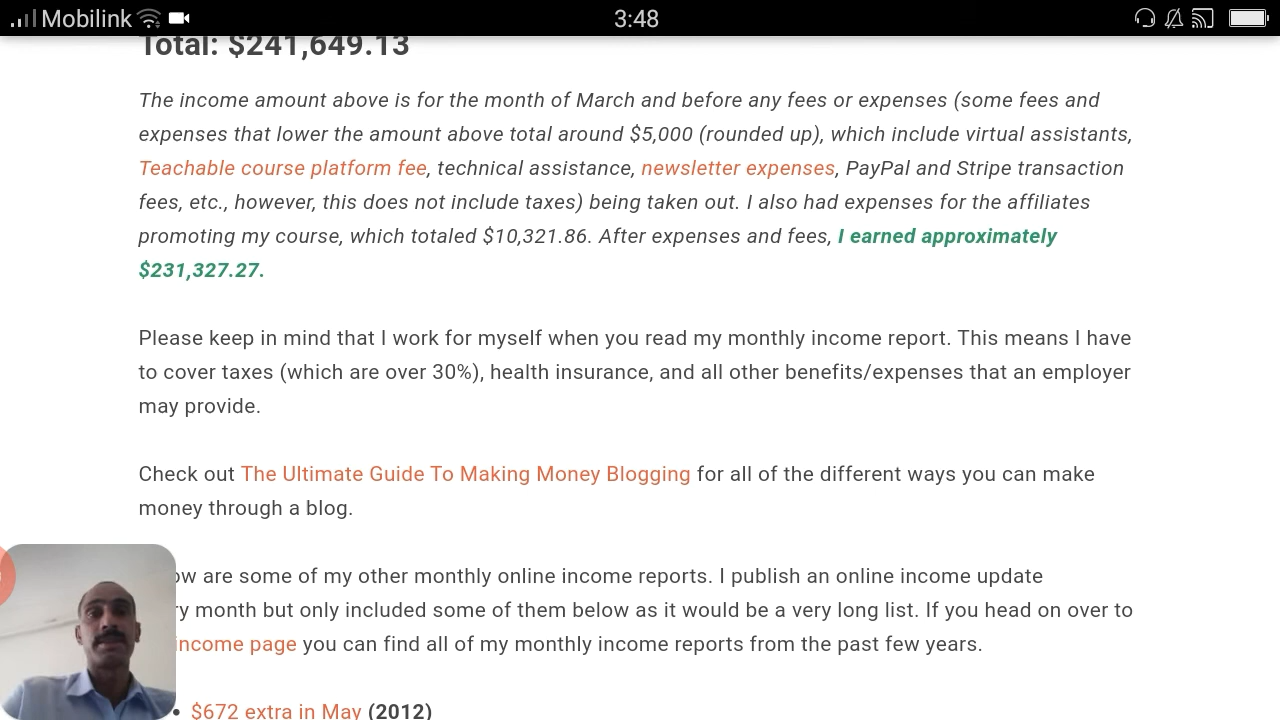 Mobilink 3:48
Total: $241,649.13
The income amount above is for the month of March and before any fees or expenses (some fees and
expenses that lower the amount above total around $5,000 (rounded up), which include virtual assistants,
Teachable course platform fee, technical assistance, newsletter expenses, PayPal and Stripe transaction
fees, etc., however, this does not include taxes) being taken out. I also had expenses for the affiliates
promoting my course, which totaled $10,321.86. After expenses and fees, I earned approximately
$231,327.27.
Please keep in mind that I work for myself when you read my monthly income report. This means I have
to cover taxes (which are over 30%), health insurance, and all other benefits/expenses that an employer
may provide.
Check out The Ultimate Guide To Making Money Blogging for all of the different ways you can make
money through a blog.
are some of my other monthly online income reports. I publish an online income update
month but only included some of them below as it would be a very long list. If you head on over to
income page you can find all of my monthly income reports from the past few years.
• $672 extra in May (2012)